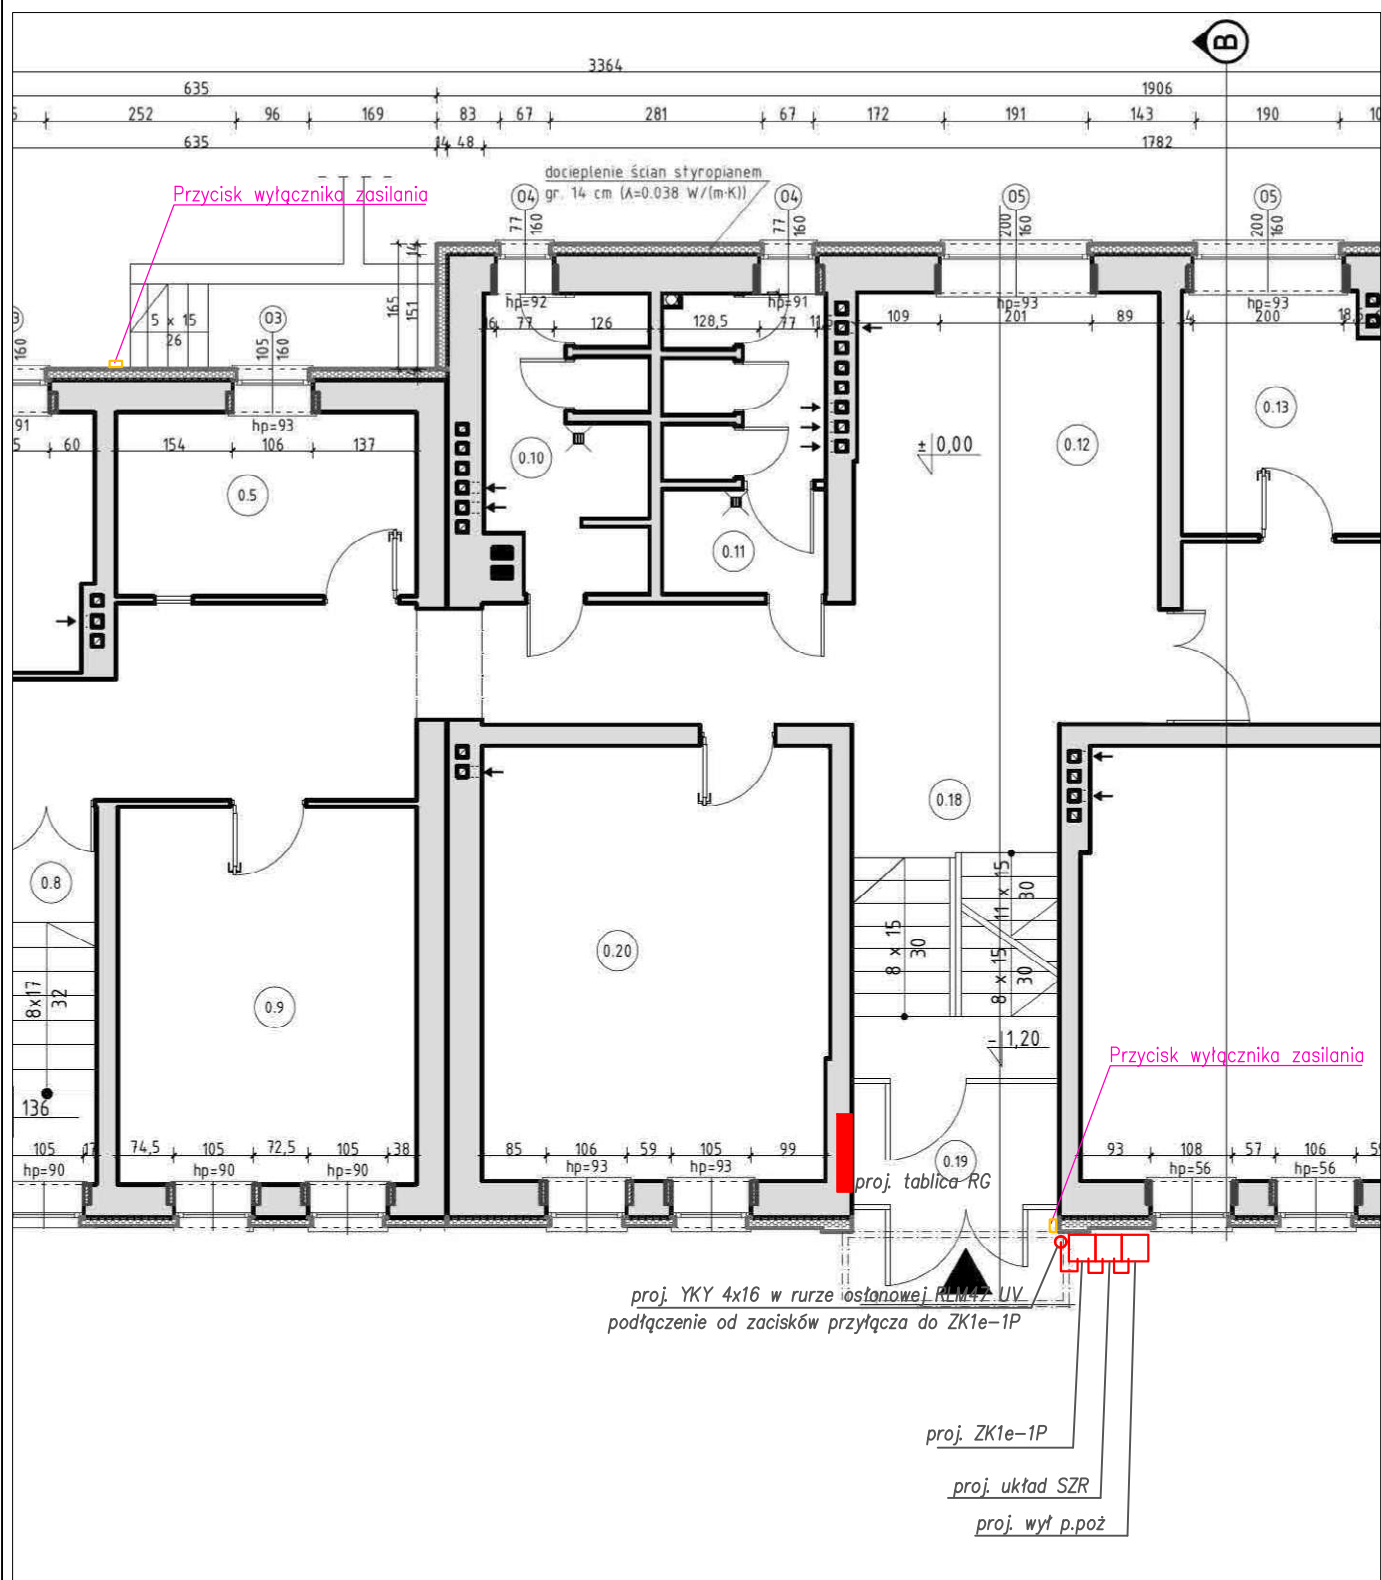 B
3364
635 1906
252 96 169 83 67 281 67 172 191 143 190
635 14 48 1782
docieplenie ścian styropianem
gr. 14 cm (λ=0.038 W/(m·K))
Przycisk wyłącznika zasilania
04 04 05 05
77 160 77 160 200 160 200 160
165 14 151
hp=92 hp=91 hp=93 hp=93
16 77 126 128,5 77 109 201 89 200
5 x 15
26
03
105 160
160
hp=93
91
60 154 106 137
0.5
0.10
0.11
± 0,00
0.12
0.13
0.18
0.8
8x17
32
0.9
0.20
8 x 15
30
11 x 15
30
8 x 15
30
- 1,20
136
Przycisk wyłącznika zasilania
105 17 74,5 105 72,5 105 38 85 106 59 105 99 93 108 57 106
hp=90 hp=90 hp=90 hp=93 hp=93 hp=56 hp=56
0.19
proj. tablica RG
proj. YKY 4x16 w rurze osłonowej RLM47 UV
podłączenie od zacisków przyłącza do ZK1e-1P
proj. ZK1e-1P
proj. układ SZR
proj. wył p.poż